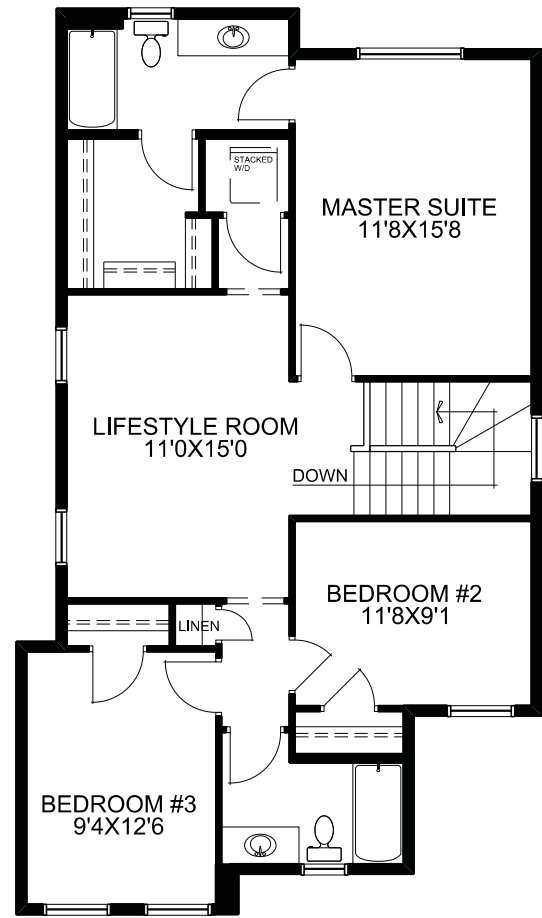 STACKED
W/D
MASTER SUITE
11'8X15'8
LIFESTYLE ROOM
11'0X15'0
DOWN
BEDROOM #2
11'8X9'1
LINEN
BEDROOM #3
9'4X12'6